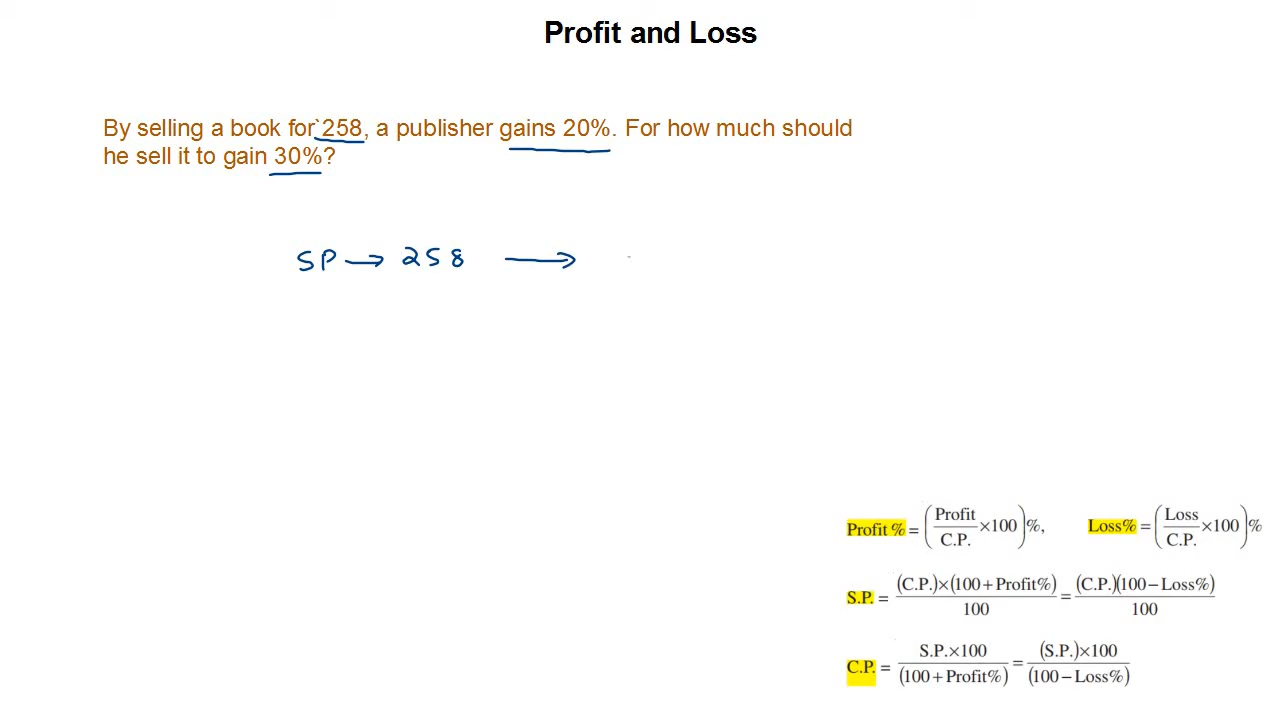 Profit and Loss
By selling a book for`258, a publisher gains 20%. For how much should
he sell it to gain 30%?
SP → 258 →
Profit % = (Profit/C.P. ×100)%, Loss% = (Loss/C.P. ×100)%
S.P. = (C.P.)×(100+Profit%)/100 = (C.P.)(100−Loss%)/100
C.P. = S.P.×100/(100+Profit%) = (S.P.)×100/(100−Loss%)